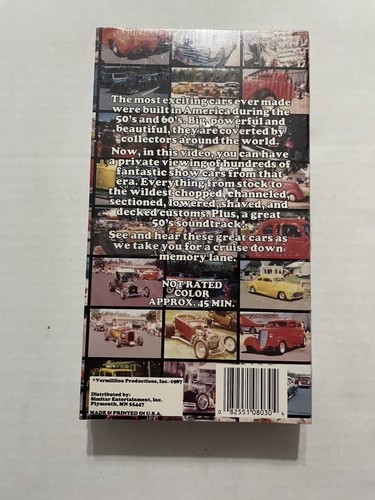 The most exciting cars ever made
were built in America during the
50's and 60's. Big, powerful and
beautiful, they are coverted by
collectors around the world.
Now, in this video, you can have
a private viewing of hundreds of
fantastic show cars from that
era. Everything from stock to
the wildest chopped, channeled,
sectioned, lowered, shaved, and
decked customs. Plus, a great
50's soundtrack!
See and hear these great cars as
we take you for a cruise down
memory lane.
NOT RATED
COLOR
APPROX. 45 MIN.
©Vermillion Productions, Inc. 1987
Distributed by:
Simitar Entertainment, Inc.
Plymouth, MN 55447
MADE & PRINTED IN U.S.A.
0 82551 08030 4